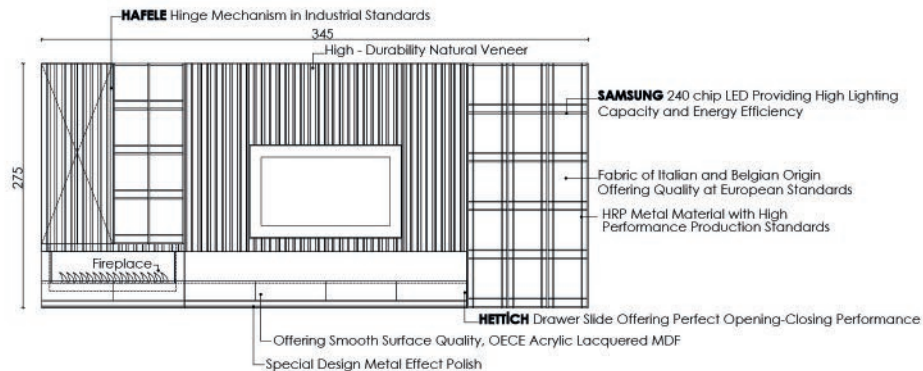 HAFELE Hinge Mechanism in Industrial Standards
345
High - Durability Natural Veneer
SAMSUNG 240 chip LED Providing High Lighting
Capacity and Energy Efficiency
275
Fabric of Italian and Belgian Origin
Offering Quality at European Standards
HRP Metal Material with High
Performance Production Standards
Fireplace
HETTİCH Drawer Slide Offering Perfect Opening-Closing Performance
Offering Smooth Surface Quality, OECE Acrylic Lacquered MDF
Special Design Metal Effect Polish